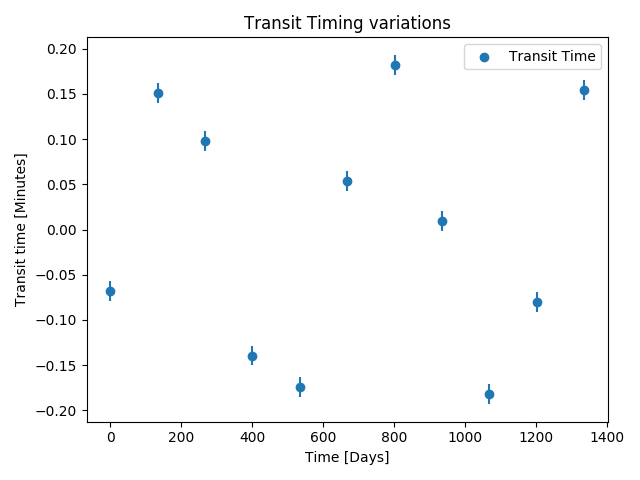 Transit Timing variations
Transit Time
0.20
0.15
0.10
0.05
0.00
−0.05
−0.10
−0.15
−0.20
Transit time [Minutes]
0 200 400 600 800 1000 1200 1400
Time [Days]